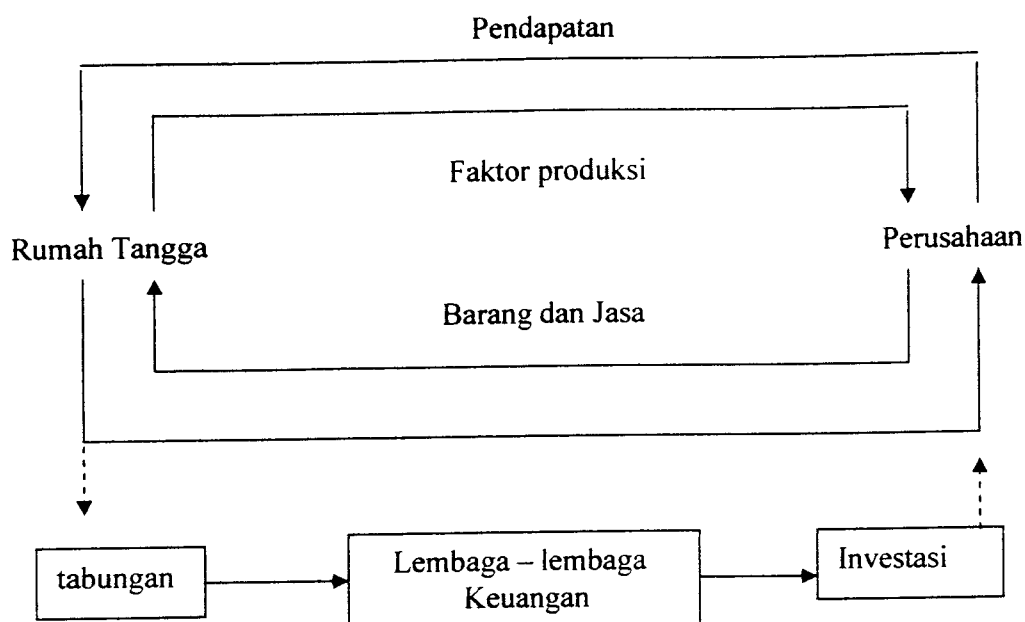 Pendapatan
Faktor produksi
Rumah Tangga
Perusahaan
Barang dan Jasa
tabungan
Lembaga – lembaga
Keuangan
Investasi